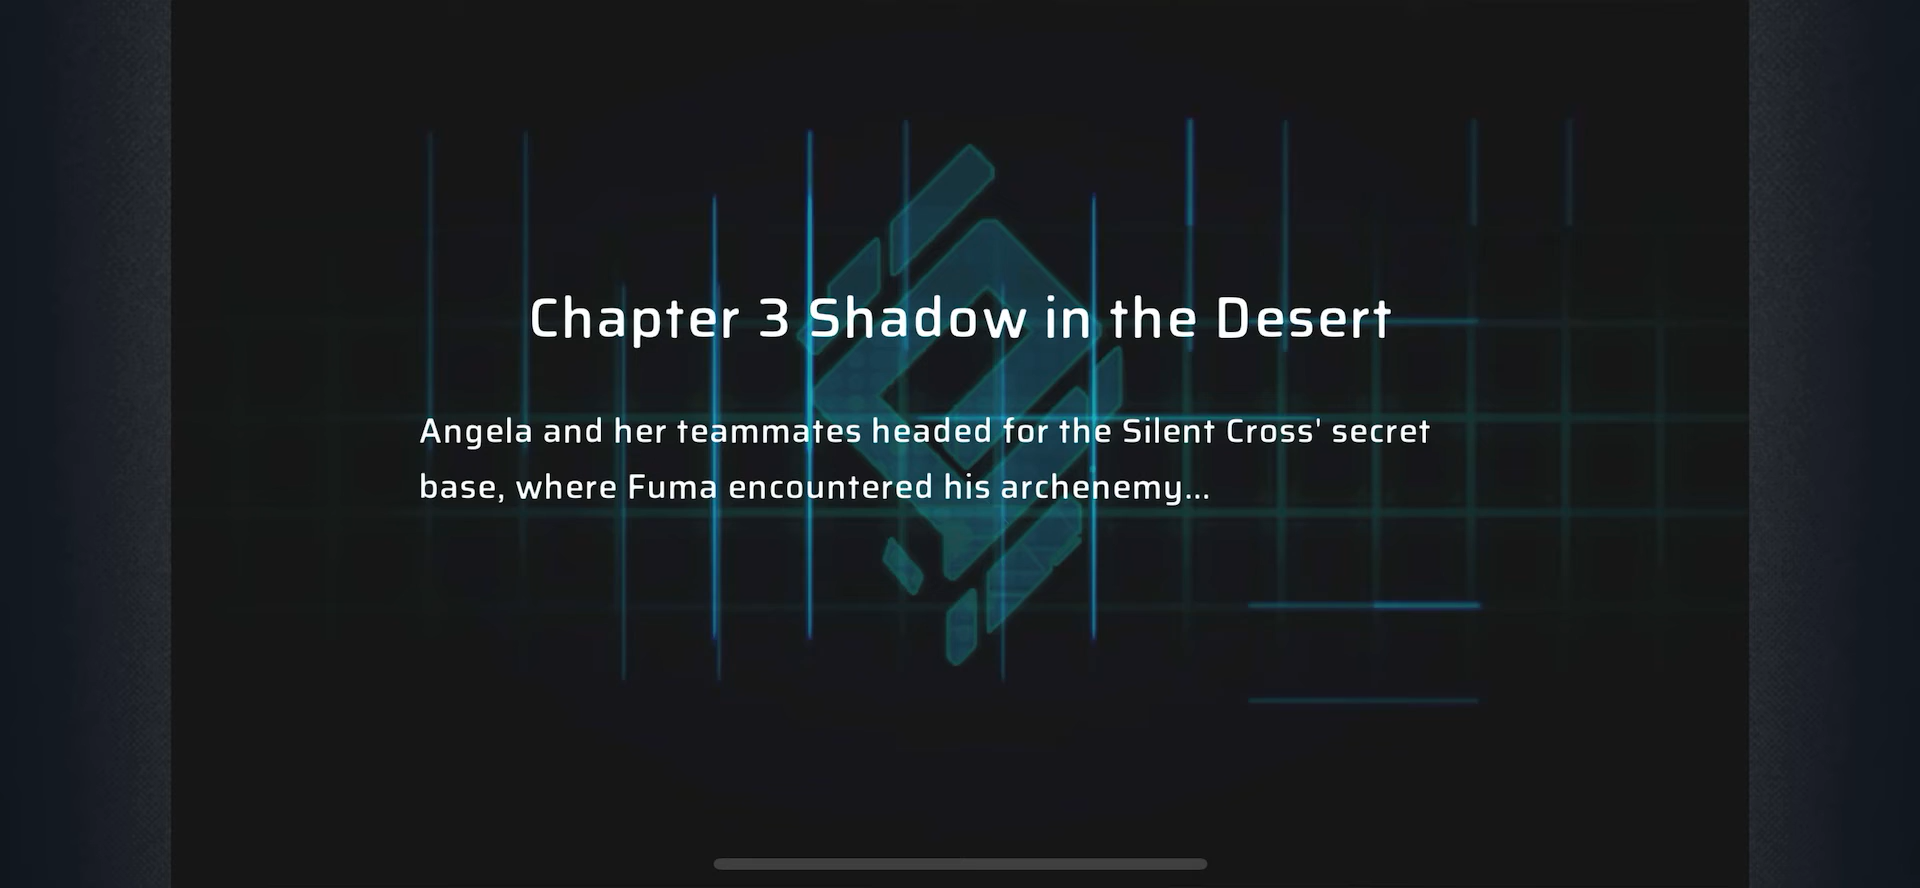 Chapter 3 Shadow in the Desert
Angela and her teammates headed for the Silent Cross' secret
base, where Fuma encountered his archenemy...